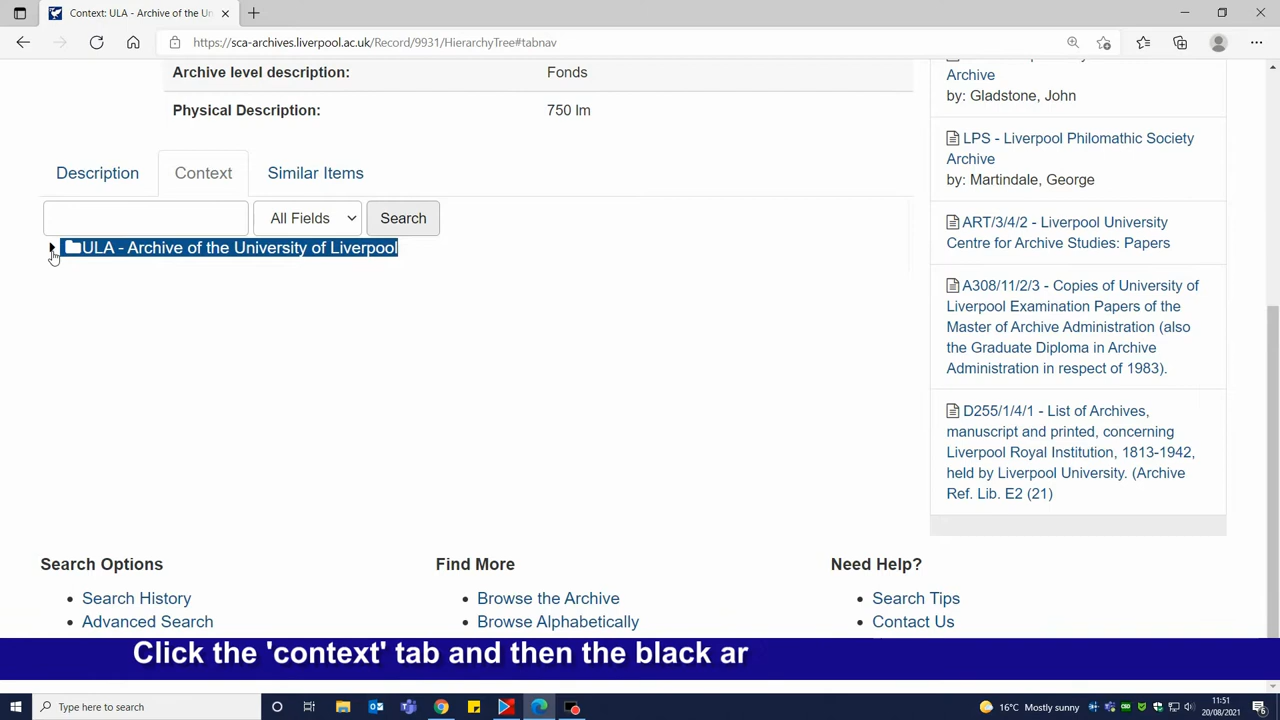 Context: ULA - Archive of the Un
https://sca-archives.liverpool.ac.uk/Record/9931/HierarchyTree#tabnav
Archive level description: Fonds
Physical Description: 750 lm
Description Context Similar Items
All Fields Search
ULA - Archive of the University of Liverpool
Archive
by: Gladstone, John
LPS - Liverpool Philomathic Society
Archive
by: Martindale, George
ART/3/4/2 - Liverpool University
Centre for Archive Studies: Papers
A308/11/2/3 - Copies of University of
Liverpool Examination Papers of the
Master of Archive Administration (also
the Graduate Diploma in Archive
Administration in respect of 1983).
D255/1/4/1 - List of Archives,
manuscript and printed, concerning
Liverpool Royal Institution, 1813-1942,
held by Liverpool University. (Archive
Ref. Lib. E2 (21)
Search Options
• Search History
• Advanced Search
Find More
• Browse the Archive
• Browse Alphabetically
Need Help?
• Search Tips
• Contact Us
Click the 'context' tab and then the black ar
Type here to search
16°C Mostly sunny
11:51
20/08/2021